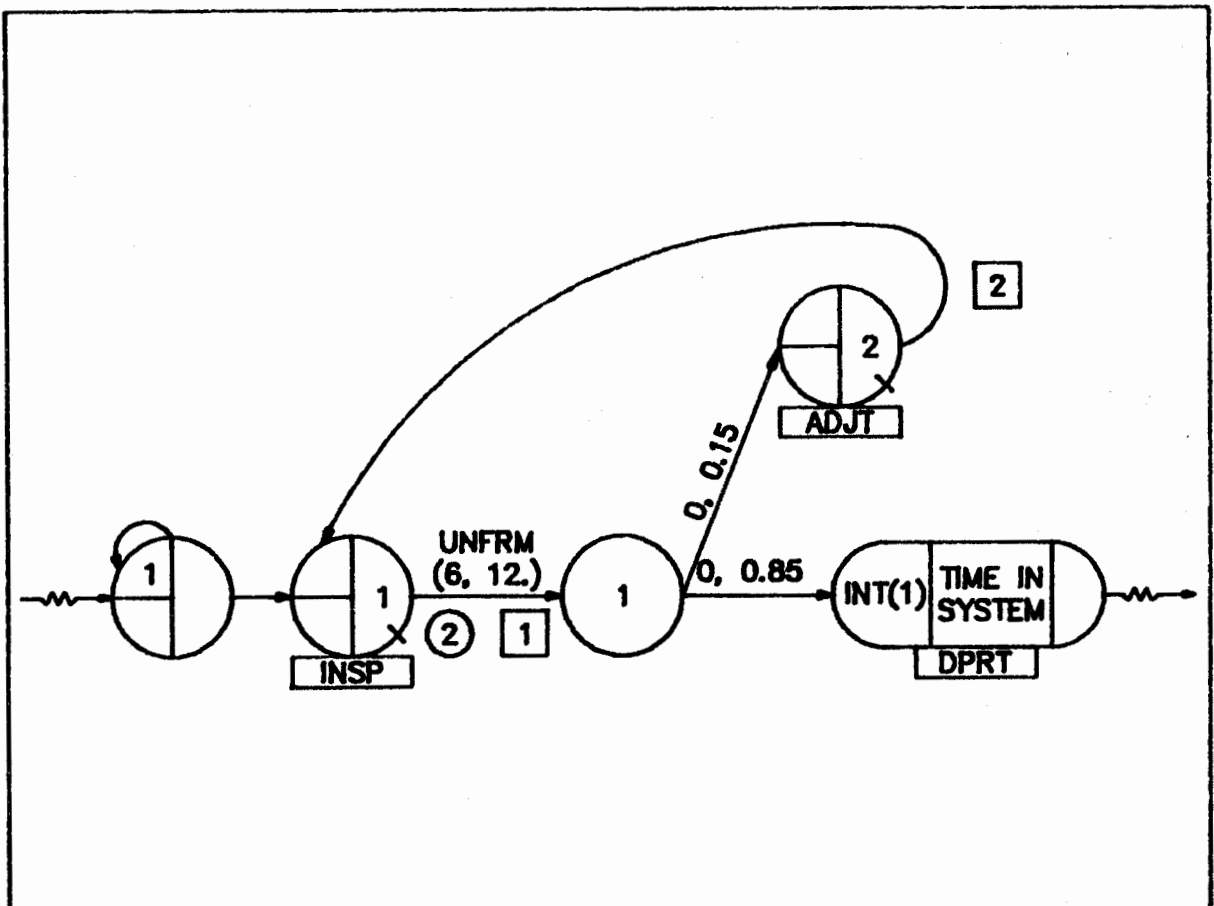 2
2
ADJT
0, 0.15
1
UNFRM
(6, 12.)
1
2
1
INSP
1
0, 0.85
INT(1)
TIME IN
SYSTEM
DPRT